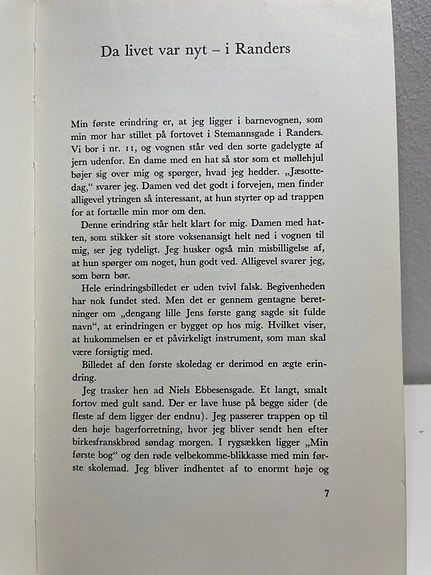 Da livet var nyt – i Randers
Min første erindring er, at jeg ligger i barnevognen, som
min mor har stillet på fortovet i Stemannsgade i Randers.
Vi bor i nr. 11, og vognen står ved den sorte gadelygte af
jern udenfor. En dame med en hat så stor som et møllehjul
bøjer sig over mig og spørger, hvad jeg hedder. „Jæsotte-
dag,“ svarer jeg. Damen ved det godt i forvejen, men finder
alligevel ytringen så interessant, at hun styrter op ad trappen
for at fortælle min mor om den.
Denne erindring står helt klart for mig. Damen med hat-
ten, som stikker sit store voksenansigt helt ned i vognen til
mig, ser jeg tydeligt. Jeg husker også min misbilligelse af,
at hun spørger om noget, hun godt ved. Alligevel svarer jeg,
som børn bør.
Hele erindringsbilledet er uden tvivl falsk. Begivenheden
har nok fundet sted. Men det er gennem gentagne beret-
ninger om „dengang lille Jens første gang sagde sit fulde
navn“, at erindringen er bygget op hos mig. Hvilket viser,
at hukommelsen er et påvirkeligt instrument, som man skal
være forsigtig med.
Billedet af den første skoledag er derimod en ægte erin-
dring.
Jeg trasker hen ad Niels Ebbesensgade. Et langt, smalt
fortov med gult sand. Der er lave huse på begge sider (de
fleste af dem ligger der endnu). Jeg passerer trappen op til
den høje bagerforretning, hvor jeg bliver sendt hen efter
birkesfranskbrød søndag morgen. I rygsækken ligger „Min
første bog“ og den røde velbekomme-blikkasse med min før-
ste skolemad. Jeg bliver indhentet af to enormt høje og
7